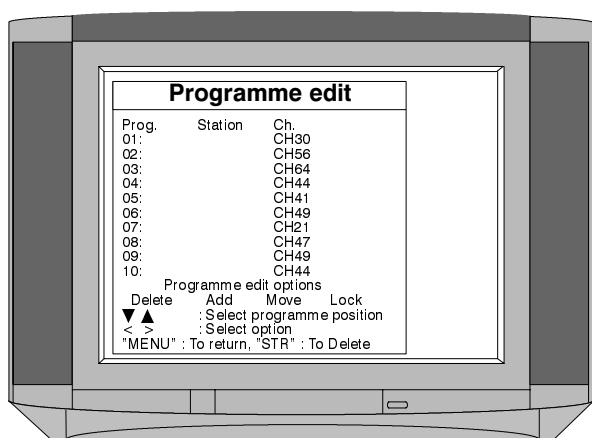 Programme edit
Prog. Station Ch.
01: CH30
02: CH56
03: CH64
04: CH44
05: CH41
06: CH49
07: CH21
08: CH47
09: CH49
10: CH44
Programme edit options
Delete Add Move Lock
▼ ▲ : Select programme position
< > : Select option
"MENU" : To return, "STR" : To Delete